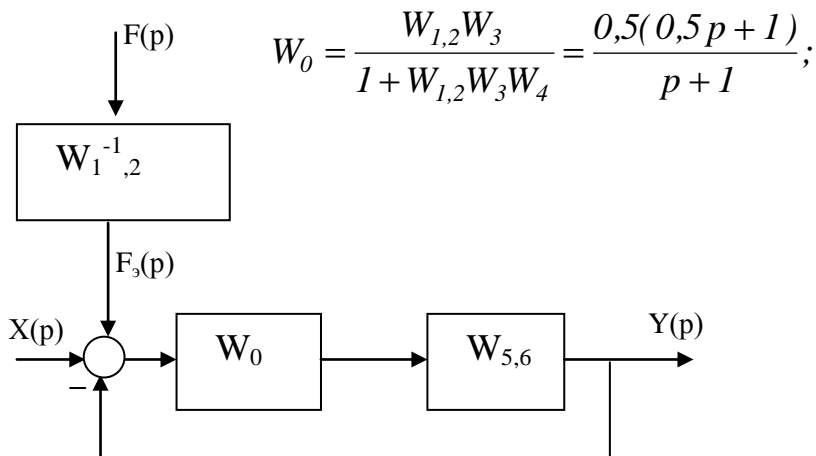 F(p)
W₀ = W₁,₂W₃ / (1 + W₁,₂W₃W₄) = 0,5(0,5p + 1) / (p + 1);
W₁⁻¹,₂
Fэ(p)
X(p)
W₀
W₅,₆
Y(p)
–